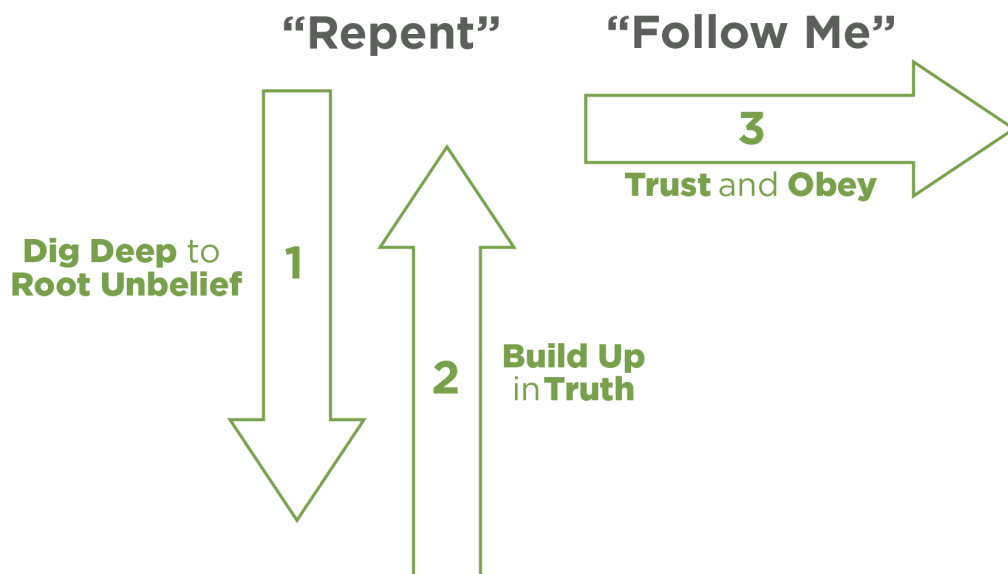 “Repent”
“Follow Me”
3
Trust and Obey
Dig Deep to
Root Unbelief
1
2
Build Up
in Truth